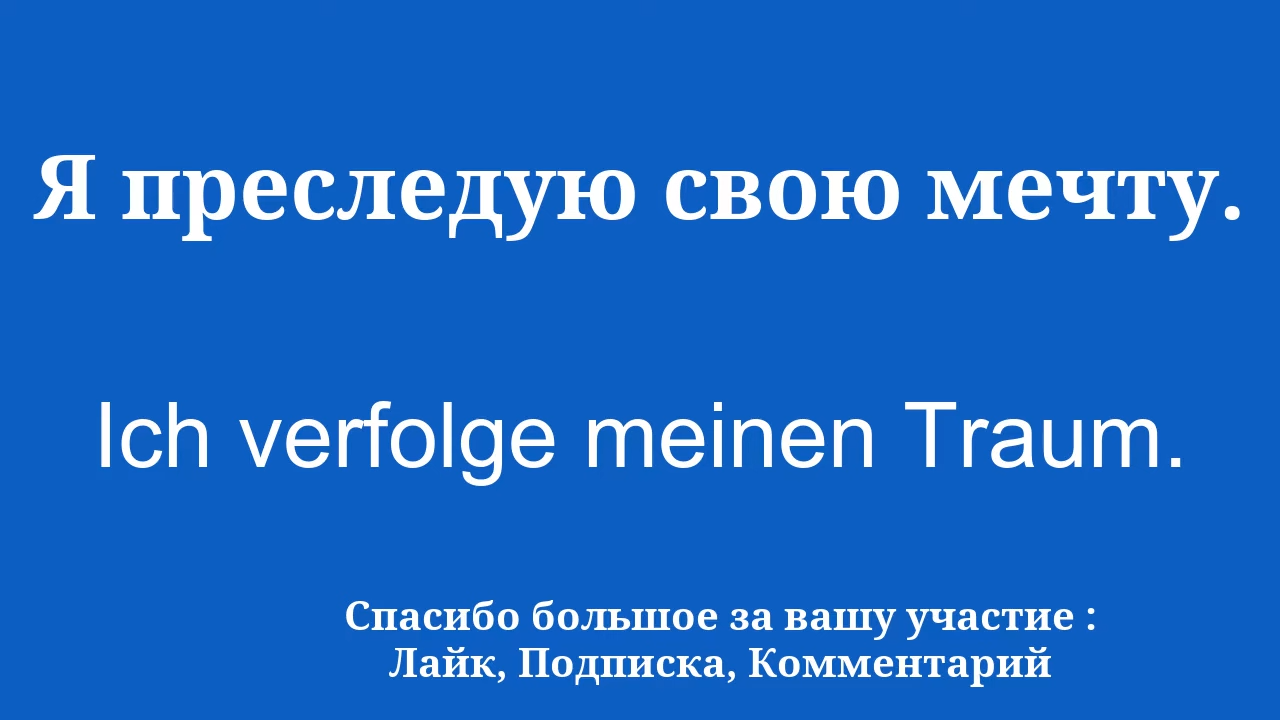 Я преследую свою мечту.
Ich verfolge meinen Traum.
Спасибо большое за вашу участие :
Лайк, Подписка, Комментарий